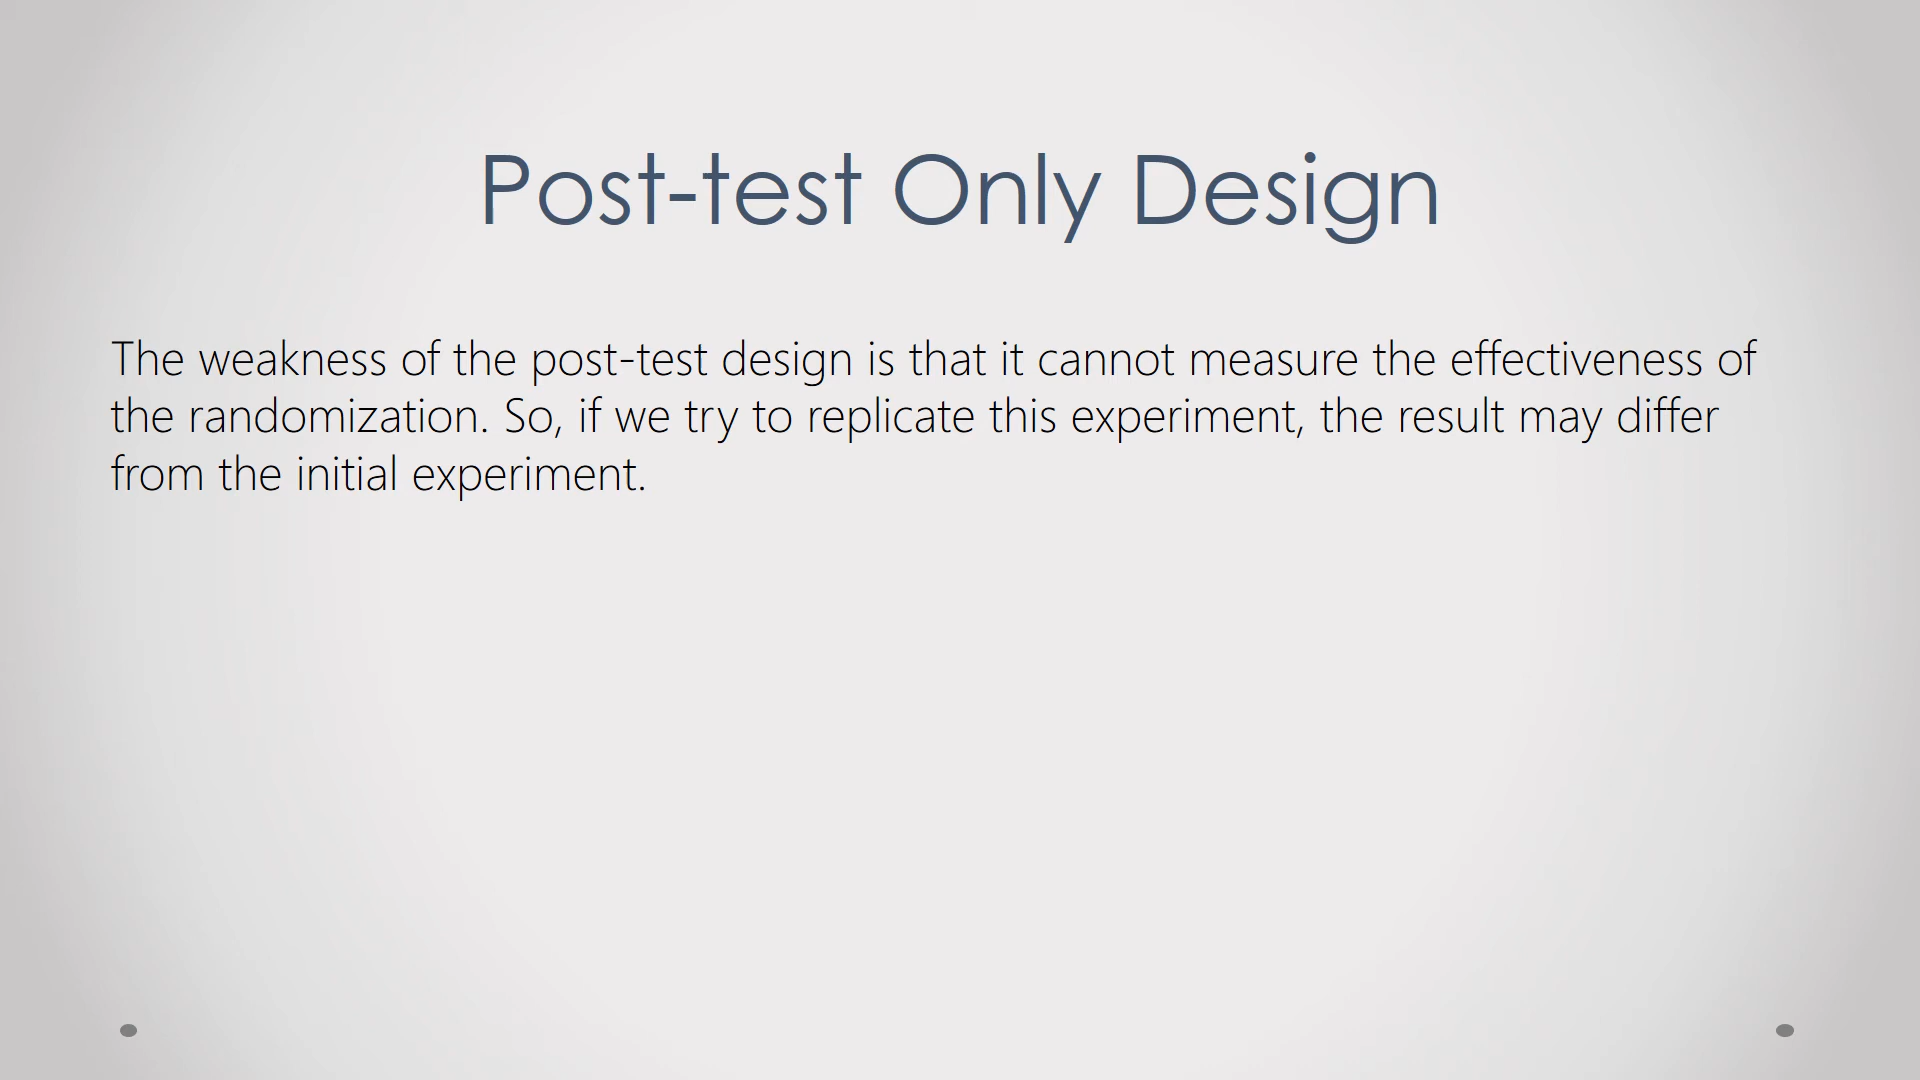 Post-test Only Design
The weakness of the post-test design is that it cannot measure the effectiveness of
the randomization. So, if we try to replicate this experiment, the result may differ
from the initial experiment.